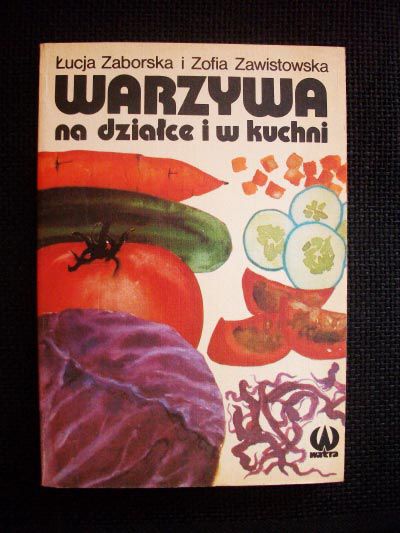 Łucja Zaborska i Zofia Zawistowska
WARZYWA
na działce i w kuchni
watra